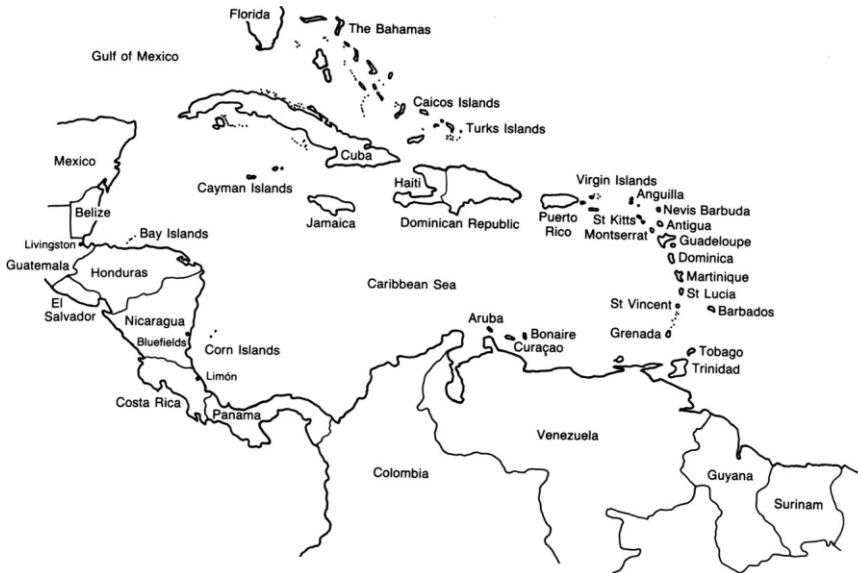 Florida
The Bahamas
Gulf of Mexico
Caicos Islands
Turks Islands
Cuba
Mexico
Haiti
Virgin Islands
Cayman Islands
Anguilla
Belize
Jamaica
Dominican Republic
Puerto
Rico
St Kitts
Nevis Barbuda
Antigua
Montserrat
Bay Islands
Livingston
Guadeloupe
Guatemala
Honduras
Dominica
Caribbean Sea
Martinique
El
Salvador
St Lucia
St Vincent
Barbados
Nicaragua
Aruba
Bluefields
Corn Islands
Bonaire
Curaçao
Grenada
Tobago
Trinidad
Limón
Costa Rica
Panama
Venezuela
Colombia
Guyana
Surinam